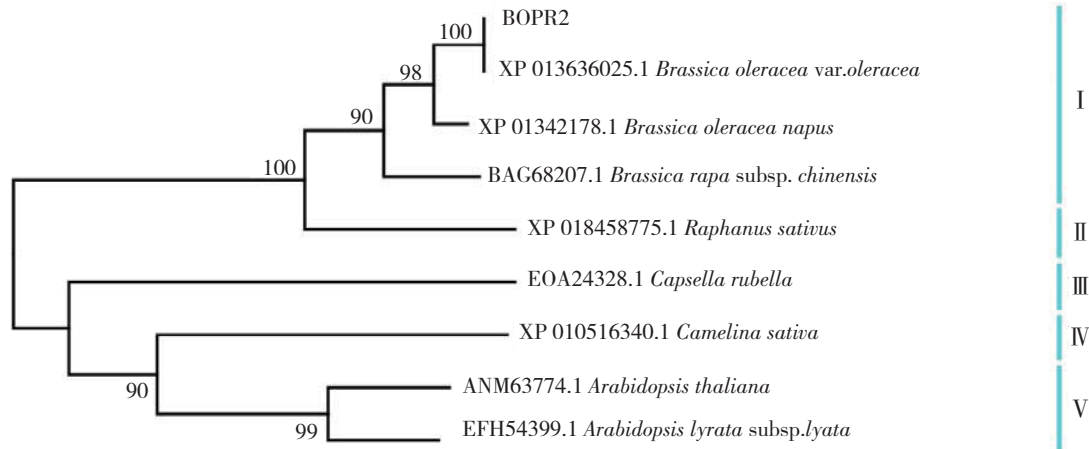 BOPR2
100
XP 013636025.1 Brassica oleracea var.oleracea
98
I
XP 01342178.1 Brassica oleracea napus
90
BAG68207.1 Brassica rapa subsp. chinensis
100
XP 018458775.1 Raphanus sativus
II
EOA24328.1 Capsella rubella
III
XP 010516340.1 Camelina sativa
IV
90
ANM63774.1 Arabidopsis thaliana
V
99
EFH54399.1 Arabidopsis lyrata subsp.lyata